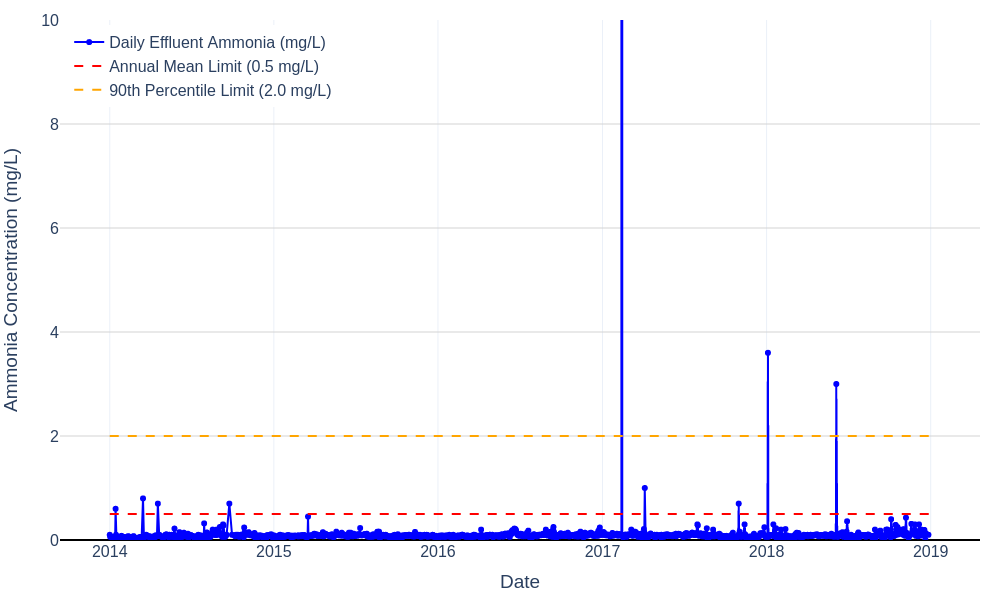 10
8
6
4
2
0
Ammonia Concentration (mg/L)
Daily Effluent Ammonia (mg/L)
Annual Mean Limit (0.5 mg/L)
90th Percentile Limit (2.0 mg/L)
2014 2015 2016 2017 2018 2019
Date